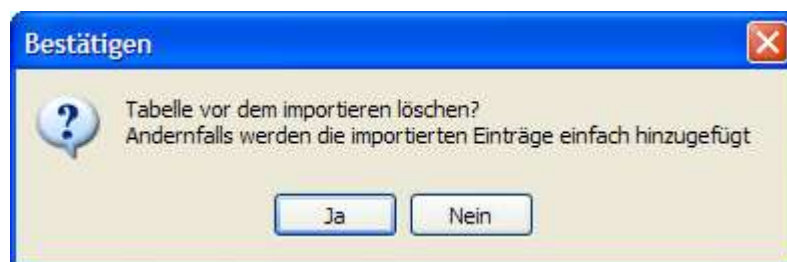 Bestätigen
Tabelle vor dem importieren löschen?
Andernfalls werden die importierten Einträge einfach hinzugefügt
Ja
Nein